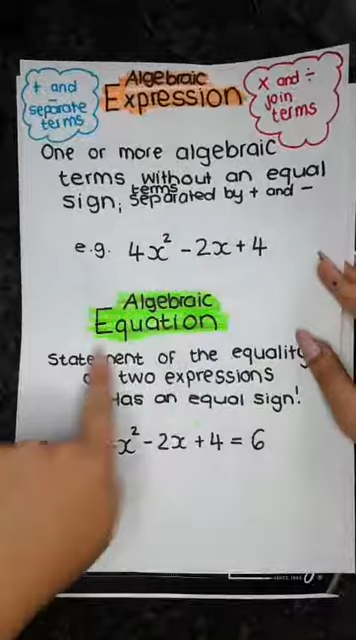 + and -
separate
terms
Algebraic
Expression
x and ÷
join
terms
One or more algebraic
terms without an equal
sign; terms separated by + and -
e.g. 4x² - 2x + 4
Algebraic
Equation
Statement of the equality
two expressions
Has an equal sign!
x² - 2x + 4 = 6